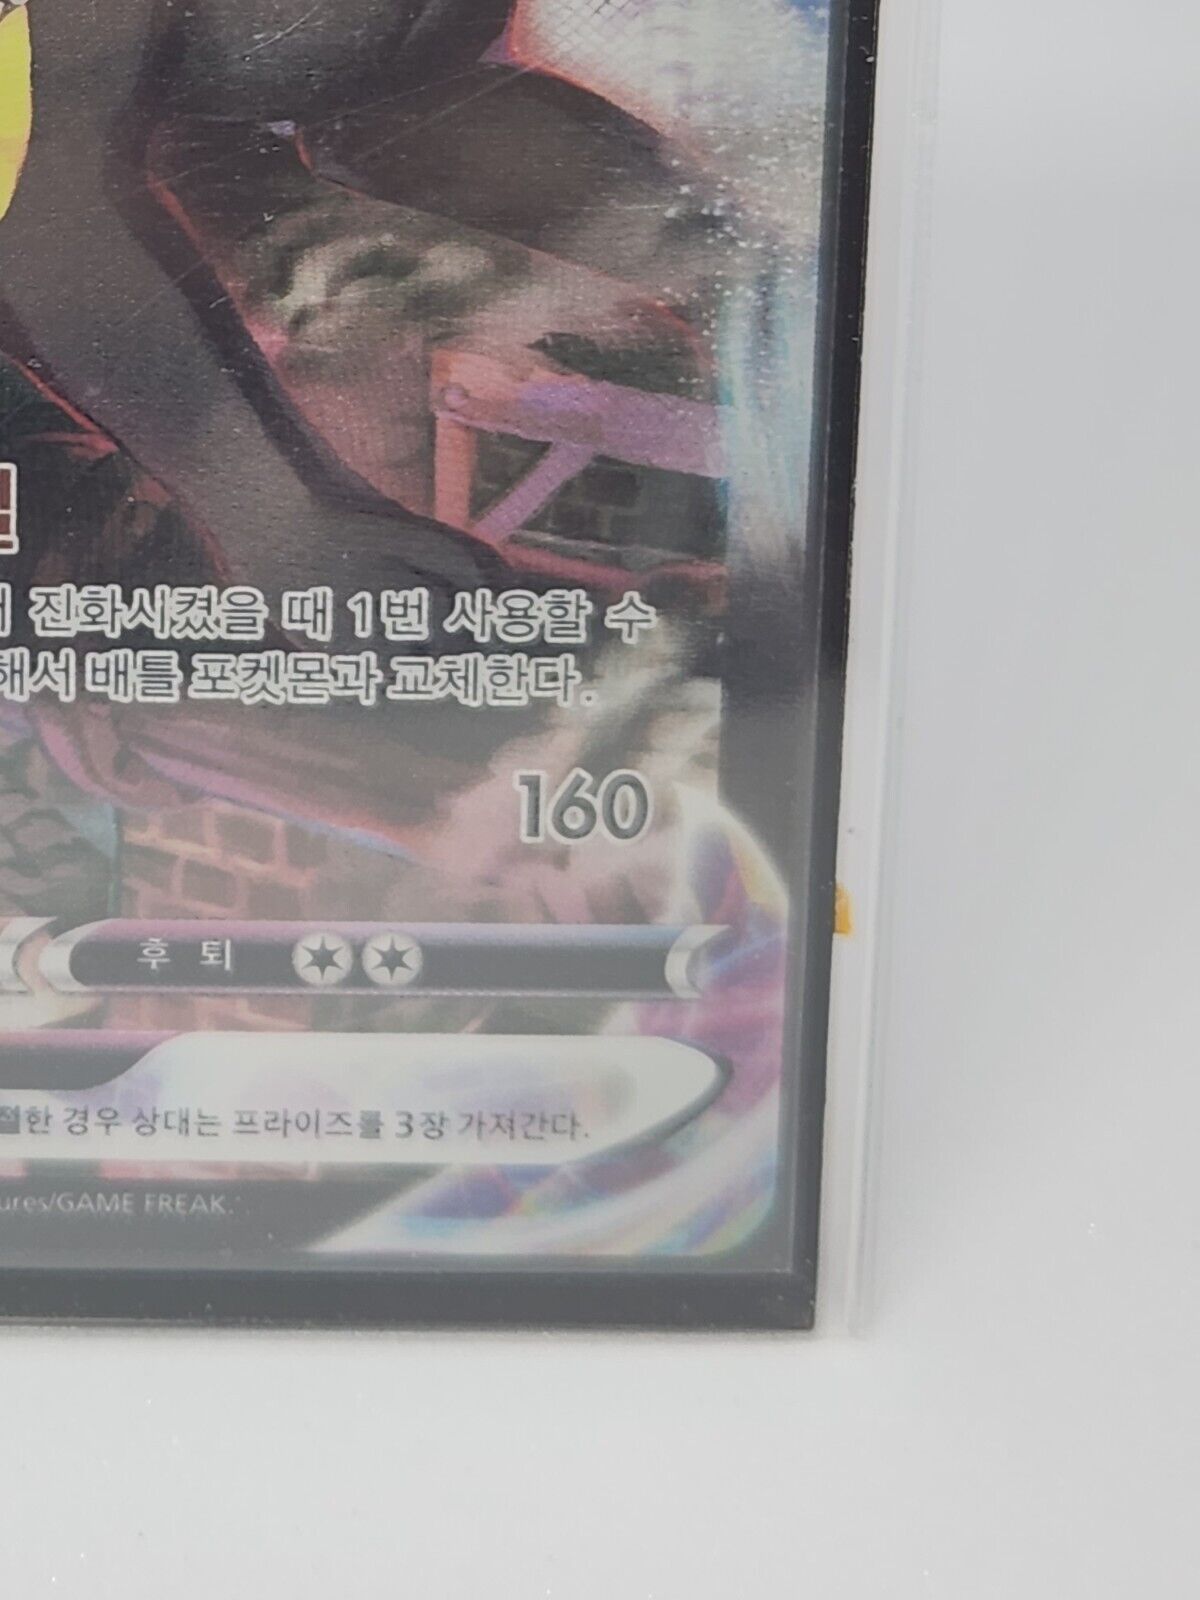 진화시켰을 때 1번 사용할 수
해서 배틀 포켓몬과 교체한다.
160
후퇴
절한 경우 상대는 프라이즈를 3장 가져간다.
ures/GAME FREAK.